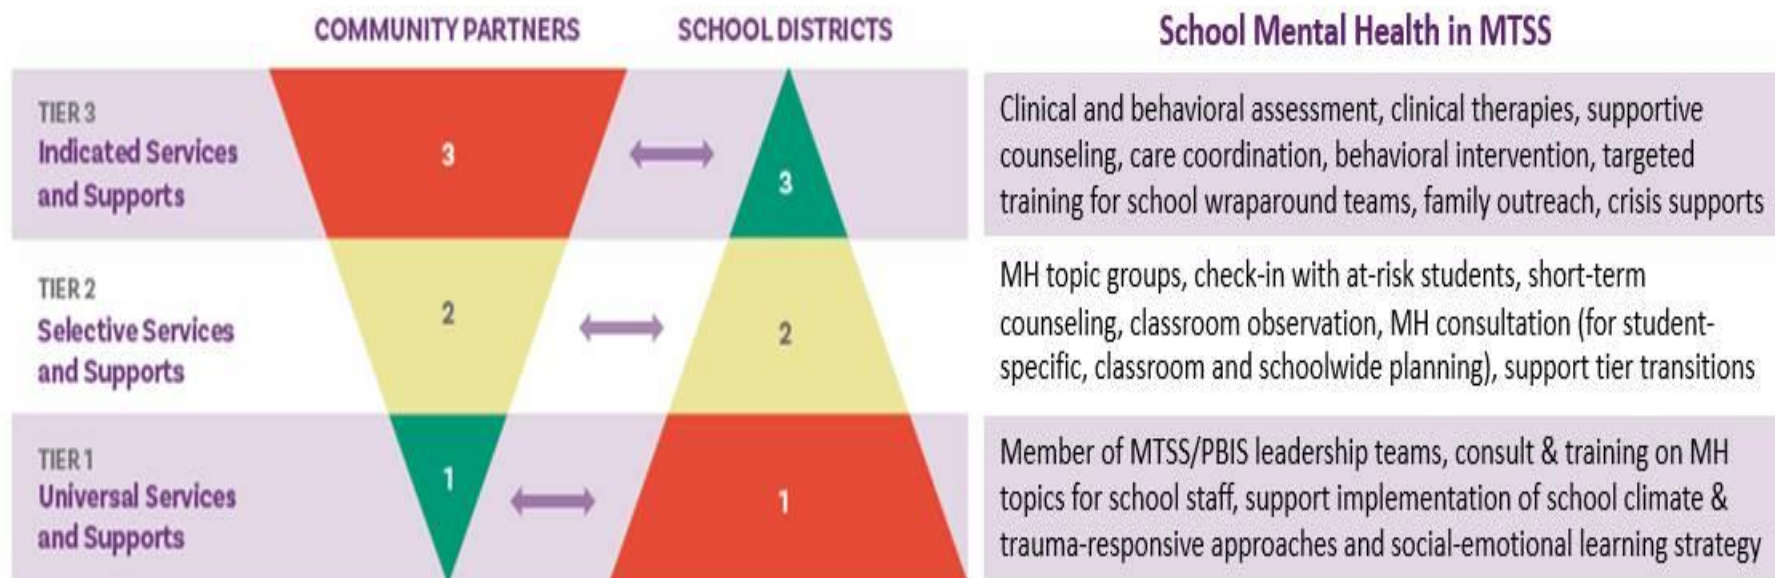 COMMUNITY PARTNERS
SCHOOL DISTRICTS
School Mental Health in MTSS
TIER 3
Indicated Services
and Supports
3
3
Clinical and behavioral assessment, clinical therapies, supportive
counseling, care coordination, behavioral intervention, targeted
training for school wraparound teams, family outreach, crisis supports
TIER 2
Selective Services
and Supports
2
2
MH topic groups, check-in with at-risk students, short-term
counseling, classroom observation, MH consultation (for student-
specific, classroom and schoolwide planning), support tier transitions
TIER 1
Universal Services
and Supports
1
1
Member of MTSS/PBIS leadership teams, consult & training on MH
topics for school staff, support implementation of school climate &
trauma-responsive approaches and social-emotional learning strategy